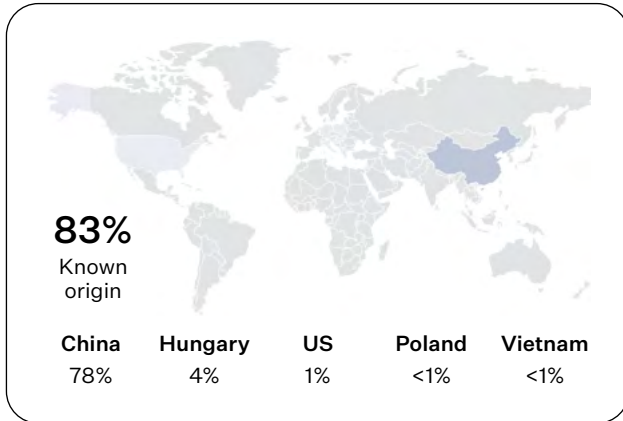 83%
Known
origin
China Hungary US Poland Vietnam
78% 4% 1% <1% <1%